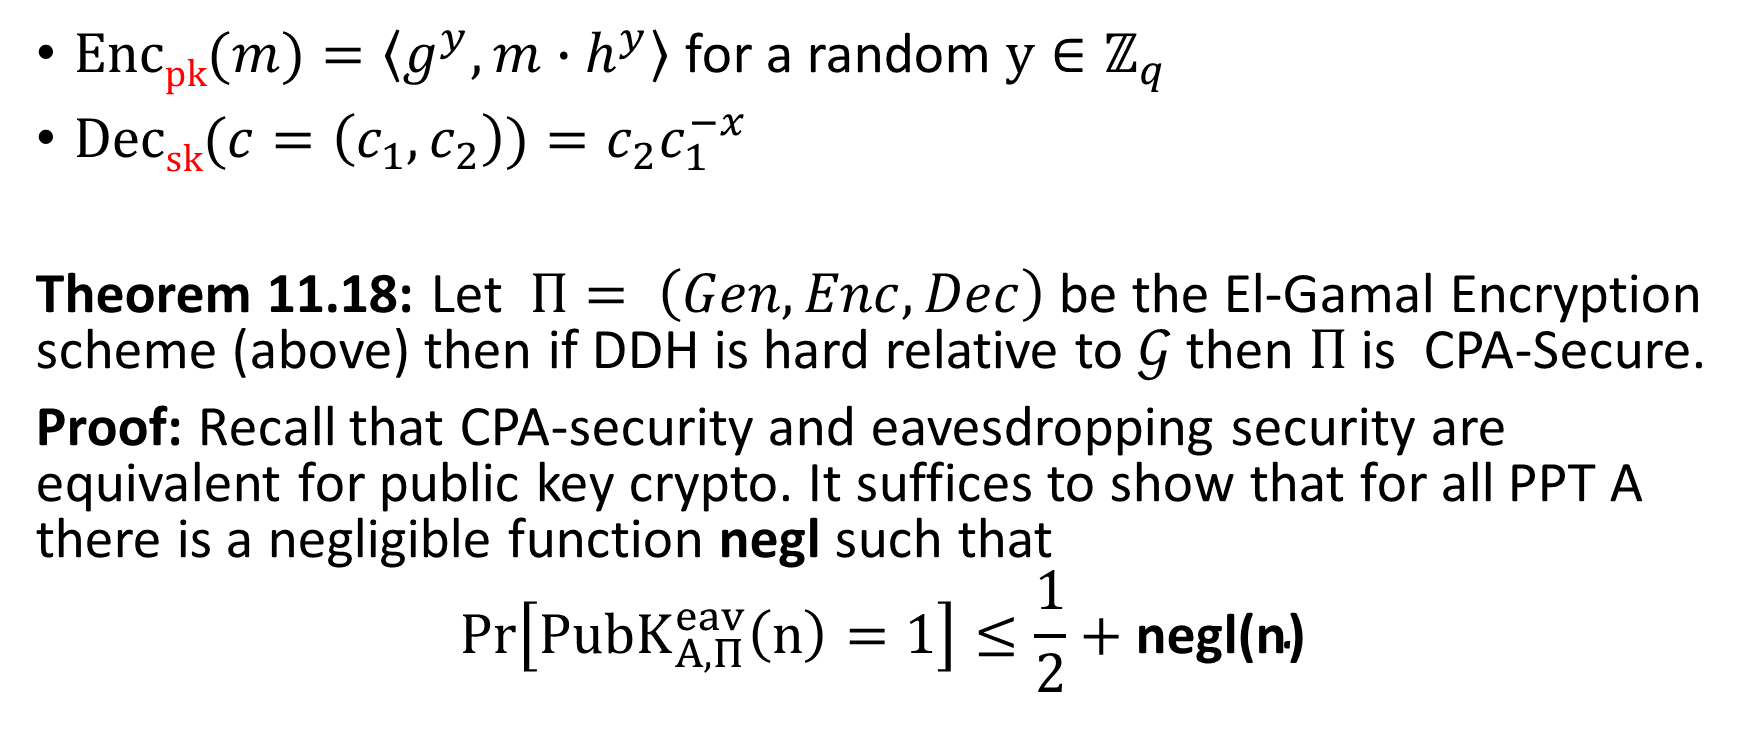 • Enc_pk(m) = ⟨g^y, m · h^y⟩ for a random y ∈ ℤ_q
• Dec_sk(c = (c_1, c_2)) = c_2c_1^{-x}
Theorem 11.18: Let Π = (Gen, Enc, Dec) be the El-Gamal Encryption
scheme (above) then if DDH is hard relative to 𝒢 then Π is CPA-Secure.
Proof: Recall that CPA-security and eavesdropping security are
equivalent for public key crypto. It suffices to show that for all PPT A
there is a negligible function negl such that
Pr[PubK_{A,Π}^{eav}(n) = 1] ≤ 1/2 + negl(n)